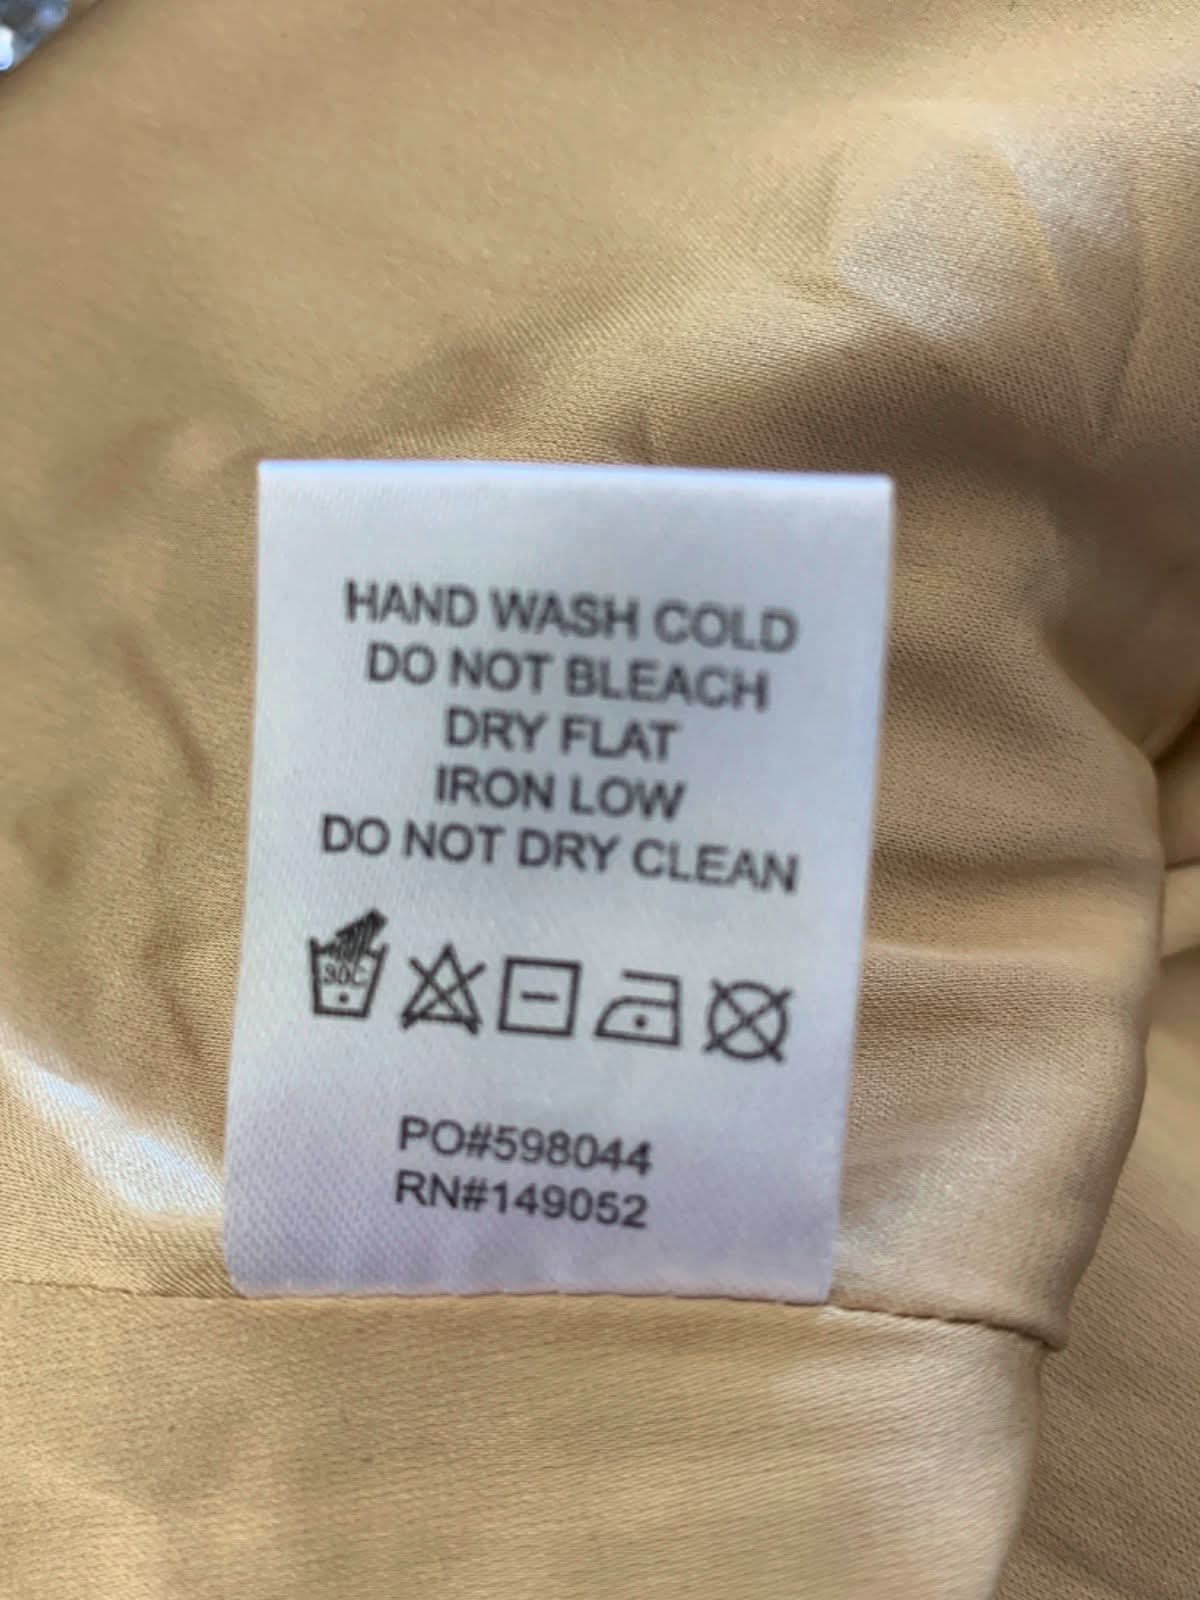 HAND WASH COLD
DO NOT BLEACH
DRY FLAT
IRON LOW
DO NOT DRY CLEAN
30C
PO#598044
RN#149052